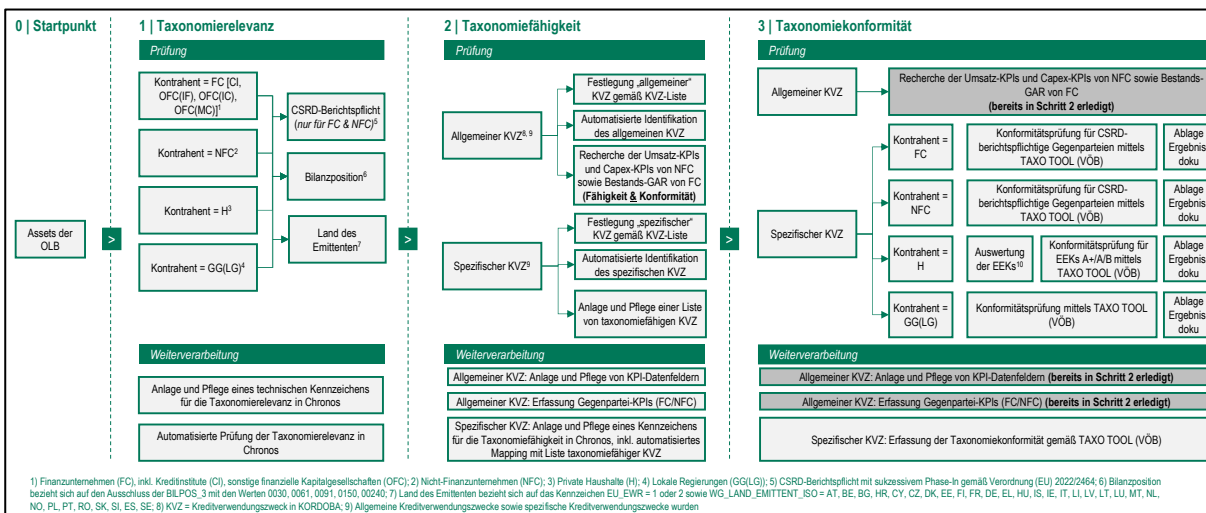 0 | Startpunkt
1 | Taxonomierelevanz
2 | Taxonomiefähigkeit
3 | Taxonomiekonformität
Prüfung
Prüfung
Prüfung
Assets der
OLB
>
Kontrahent = FC [CI,
OFC(IF), OFC(IC),
OFC(MC)]1
Kontrahent = NFC2
Kontrahent = H3
Kontrahent = GG(LG)4
CSRD-Berichtspflicht
(nur für FC & NFC)5
Bilanzposition6
Land des
Emittenten7
>
Allgemeiner KVZ8, 9
Festlegung „allgemeiner“
KVZ gemäß KVZ-Liste
Automatisierte Identifikation
des allgemeinen KVZ
Recherche der Umsatz-KPIs
und Capex-KPIs von NFC
sowie Bestands-GAR von FC
(Fähigkeit & Konformität)
Spezifischer KVZ9
Festlegung „spezifischer“
KVZ gemäß KVZ-Liste
Automatisierte Identifikation
des spezifischen KVZ
Anlage und Pflege einer Liste
von taxonomiefähigen KVZ
>
Allgemeiner KVZ
Recherche der Umsatz-KPIs und Capex-KPIs von NFC sowie Bestands-
GAR von FC
(bereits in Schritt 2 erledigt)
Spezifischer KVZ
Kontrahent =
FC
Konformitätsprüfung für CSRD-
berichtspflichtige Gegenparteien mittels
TAXO TOOL (VÖB)
Ablage
Ergebnis
doku
Kontrahent =
NFC
Konformitätsprüfung für CSRD-
berichtspflichtige Gegenparteien mittels
TAXO TOOL (VÖB)
Ablage
Ergebnis
doku
Kontrahent =
H
Auswertung
der EEKs10
Konformitätsprüfung für
EEKs A+/A/B mittels
TAXO TOOL (VÖB)
Ablage
Ergebnis
doku
Kontrahent =
GG(LG)
Konformitätsprüfung mittels TAXO TOOL
(VÖB)
Ablage
Ergebnis
doku
Weiterverarbeitung
Anlage und Pflege eines technischen Kennzeichens
für die Taxonomierelevanz in Chronos
Automatisierte Prüfung der Taxonomierelevanz in
Chronos
Weiterverarbeitung
Allgemeiner KVZ: Anlage und Pflege von KPI-Datenfeldern
Allgemeiner KVZ: Erfassung Gegenpartei-KPIs (FC/NFC)
Spezifischer KVZ: Anlage und Pflege eines Kennzeichens
für die Taxonomiefähigkeit in Chronos, inkl. automatisiertes
Mapping mit Liste taxonomiefähiger KVZ
Weiterverarbeitung
Allgemeiner KVZ: Anlage und Pflege von KPI-Datenfeldern (bereits in Schritt 2 erledigt)
Allgemeiner KVZ: Erfassung Gegenpartei-KPIs (FC/NFC) (bereits in Schritt 2 erledigt)
Spezifischer KVZ: Erfassung der Taxonomiekonformität gemäß TAXO TOOL (VÖB)
1) Finanzunternehmen (FC), inkl. Kreditinstitute (CI), sonstige finanzielle Kapitalgesellschaften (OFC); 2) Nicht-Finanzunternehmen (NFC); 3) Private Haushalte (H); 4) Lokale Regierungen (GG(LG)); 5) CSRD-Berichtspflicht mit sukzessivem Phase-In gemäß Verordnung (EU) 2022/2464; 6) Bilanzposition
bezieht sich auf den Ausschluss der BILPOS_3 mit den Werten 0030, 0061, 0091, 0150, 00240; 7) Land des Emittenten bezieht sich auf das Kennzeichen EU_EWR = 1 oder 2 sowie WG_LAND_EMITTENT_ISO = AT, BE, BG, HR, CY, CZ, DK, EE, FI, FR, DE, EL, HU, IS, IE, IT, LI, LV, LT, LU, MT, NL,
NO, PL, PT, RO, SK, SI, ES, SE; 8) KVZ = Kreditverwendungszweck in KORDOBA; 9) Allgemeine Kreditverwendungszwecke sowie spezifische Kreditverwendungszwecke wurden